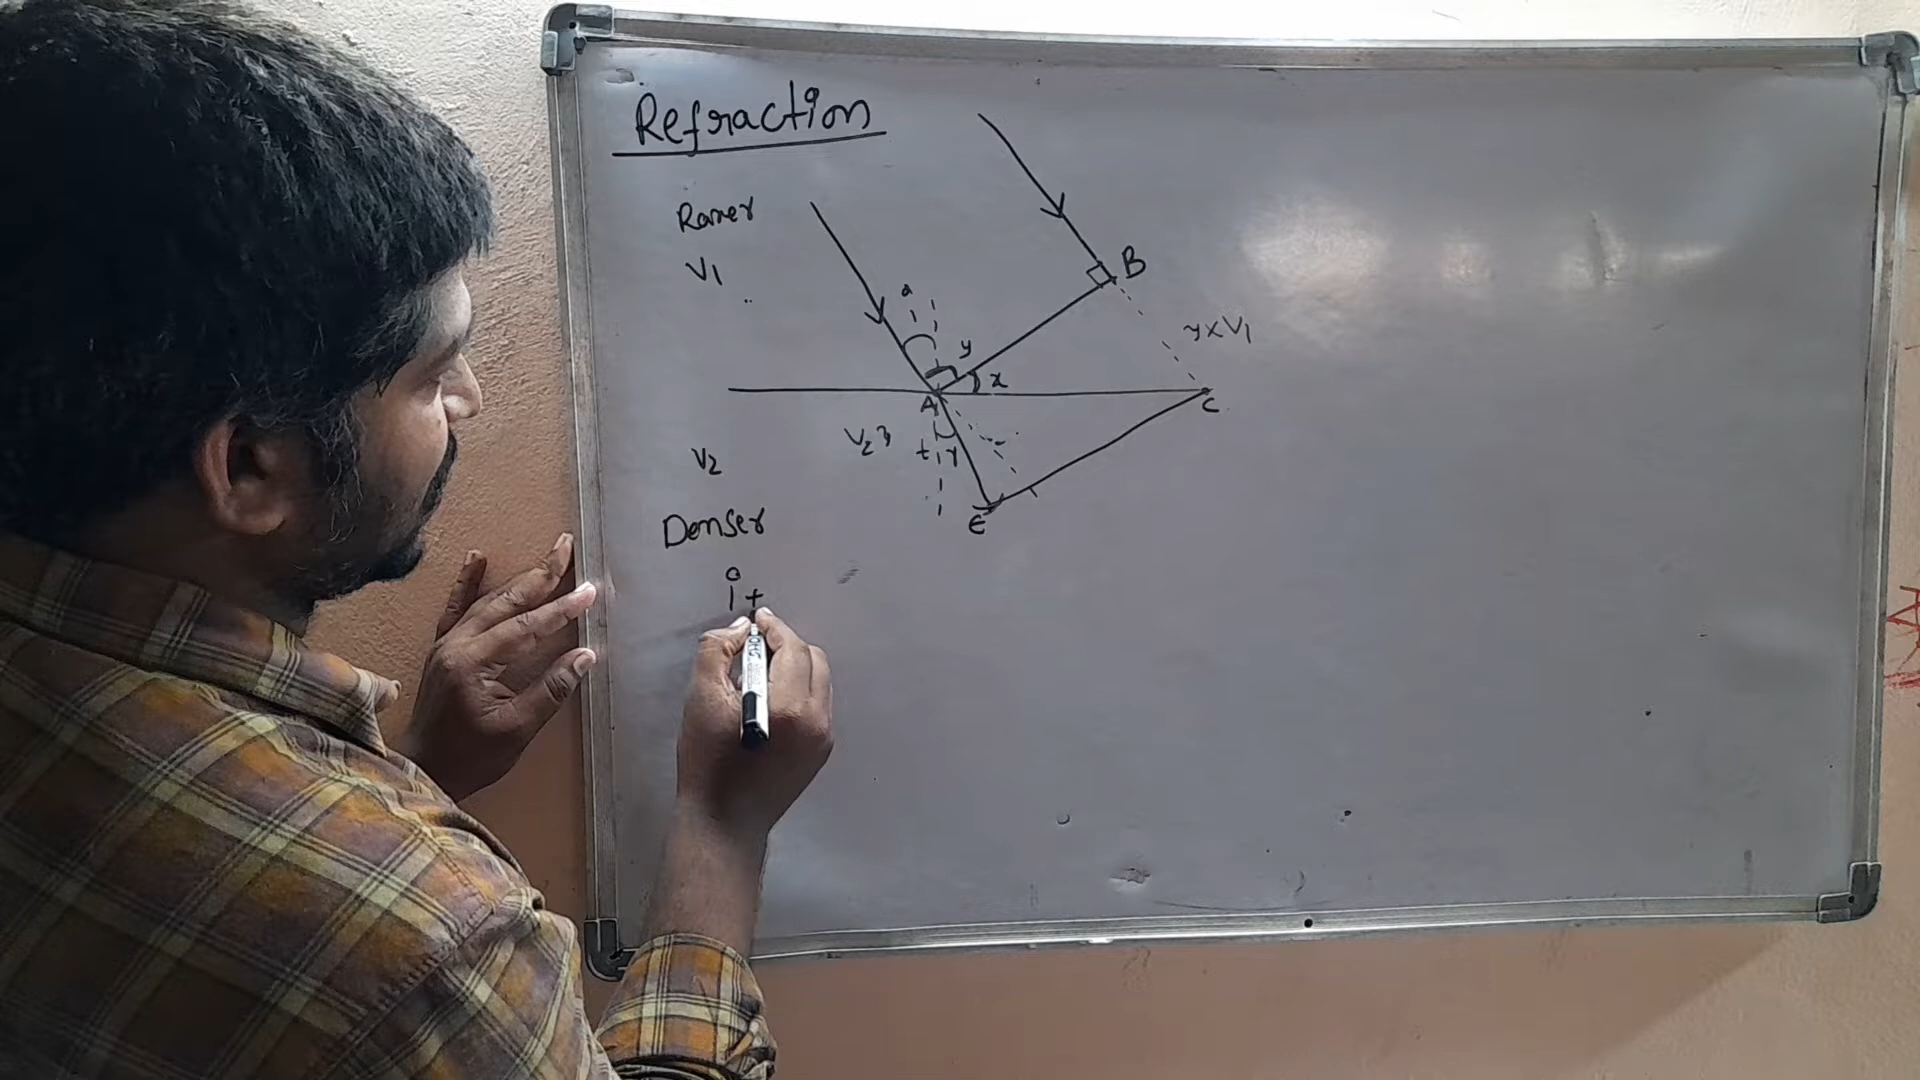 Refraction
Rarer
V1
B
i
y
y x V1
x
A
C
V2 z
t
r
V2
E
Denser
i +